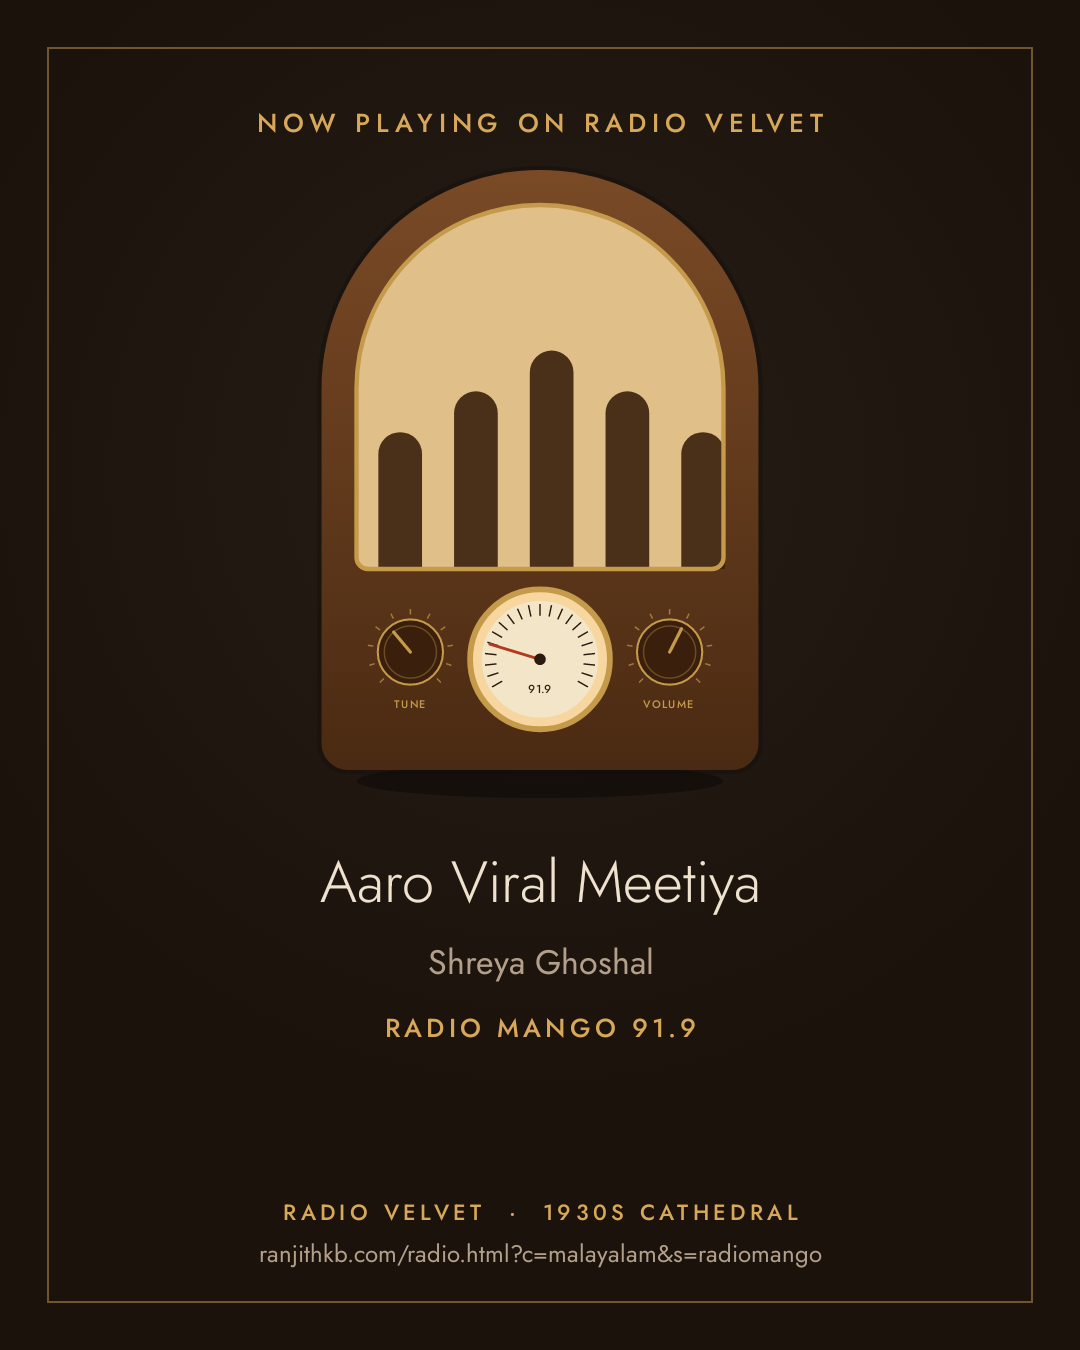 NOW PLAYING ON RADIO VELVET
91.9
TUNE
VOLUME
Aaro Viral Meetiya
Shreya Ghoshal
RADIO MANGO 91.9
RADIO VELVET · 1930S CATHEDRAL
ranjithkb.com/radio.html?c=malayalam&s=radiomango